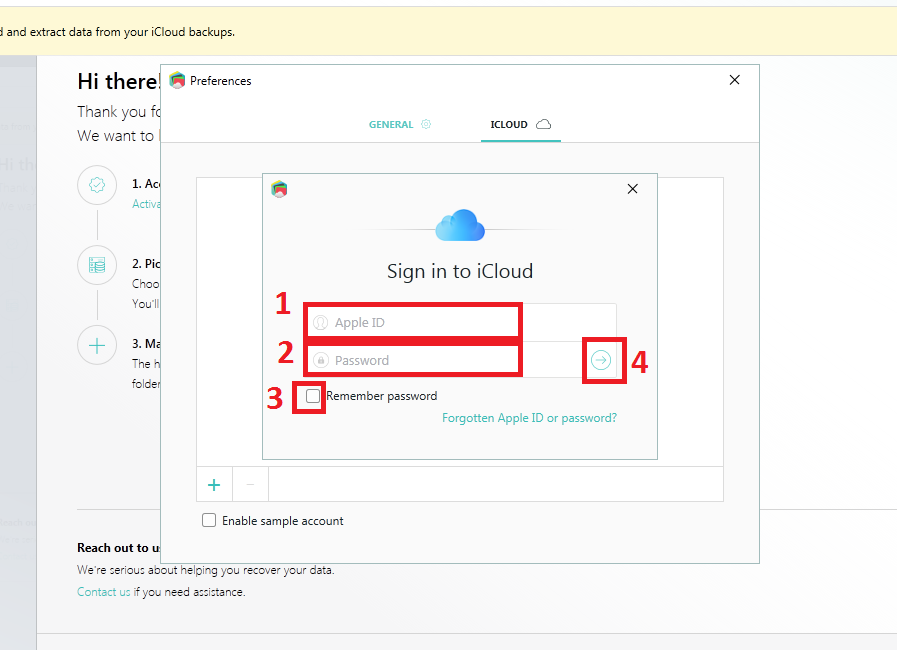 d and extract data from your iCloud backups.
Hi there!
Preferences
Thank you fo
We want to
GENERAL
ICLOUD
1. Acc
Activa
2. Pic
Choo
You'll
3. Ma
The h
folder
Sign in to iCloud
1
Apple ID
2
Password
4
3
Remember password
Forgotten Apple ID or password?
+
−
Enable sample account
Reach out to u
We're serious about helping you recover your data.
Contact us if you need assistance.